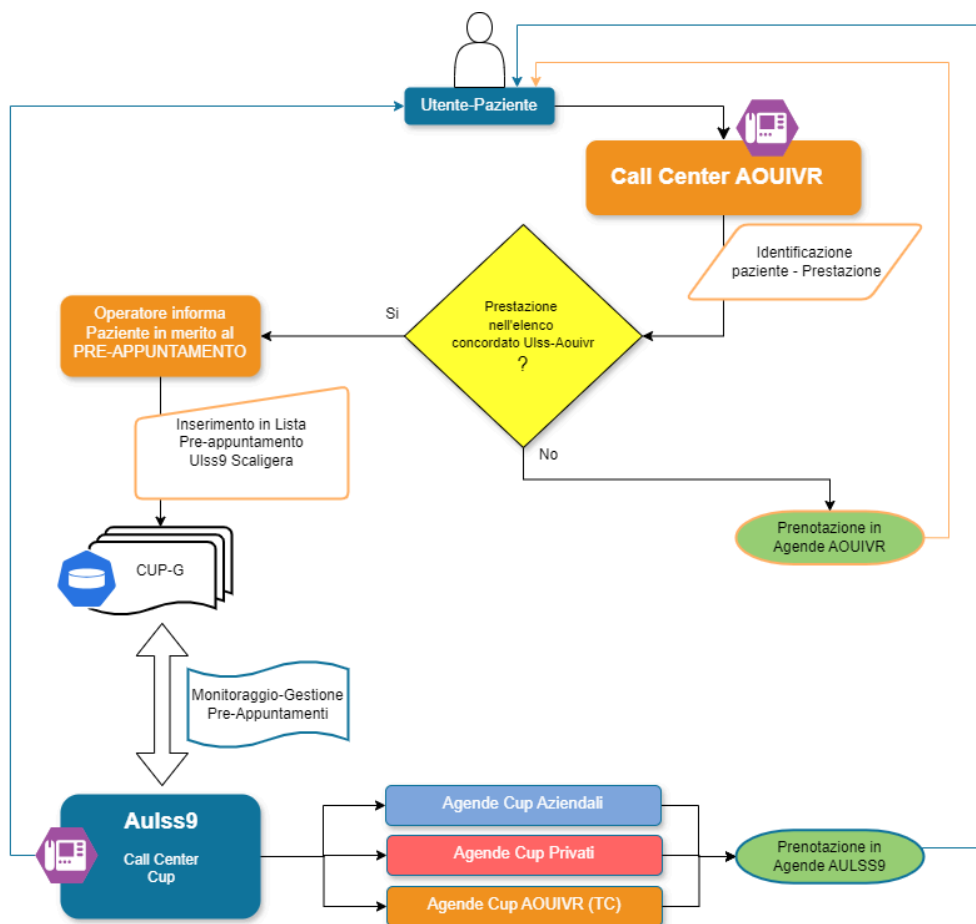 Utente-Paziente
Call Center AOUIVR
Identificazione
paziente - Prestazione
Prestazione
nell'elenco
concordato Ulss-Aouivr
?
Si
No
Operatore informa
Paziente in merito al
PRE-APPUNTAMENTO
Inserimento in Lista
Pre-appuntamento
Ulss9 Scaligera
Prenotazione in
Agende AOUIVR
CUP-G
Monitoraggio-Gestione
Pre-Appuntamenti
Aulss9
Call Center
Cup
Agende Cup Aziendali
Agende Cup Privati
Agende Cup AOUIVR (TC)
Prenotazione in
Agende AULSS9